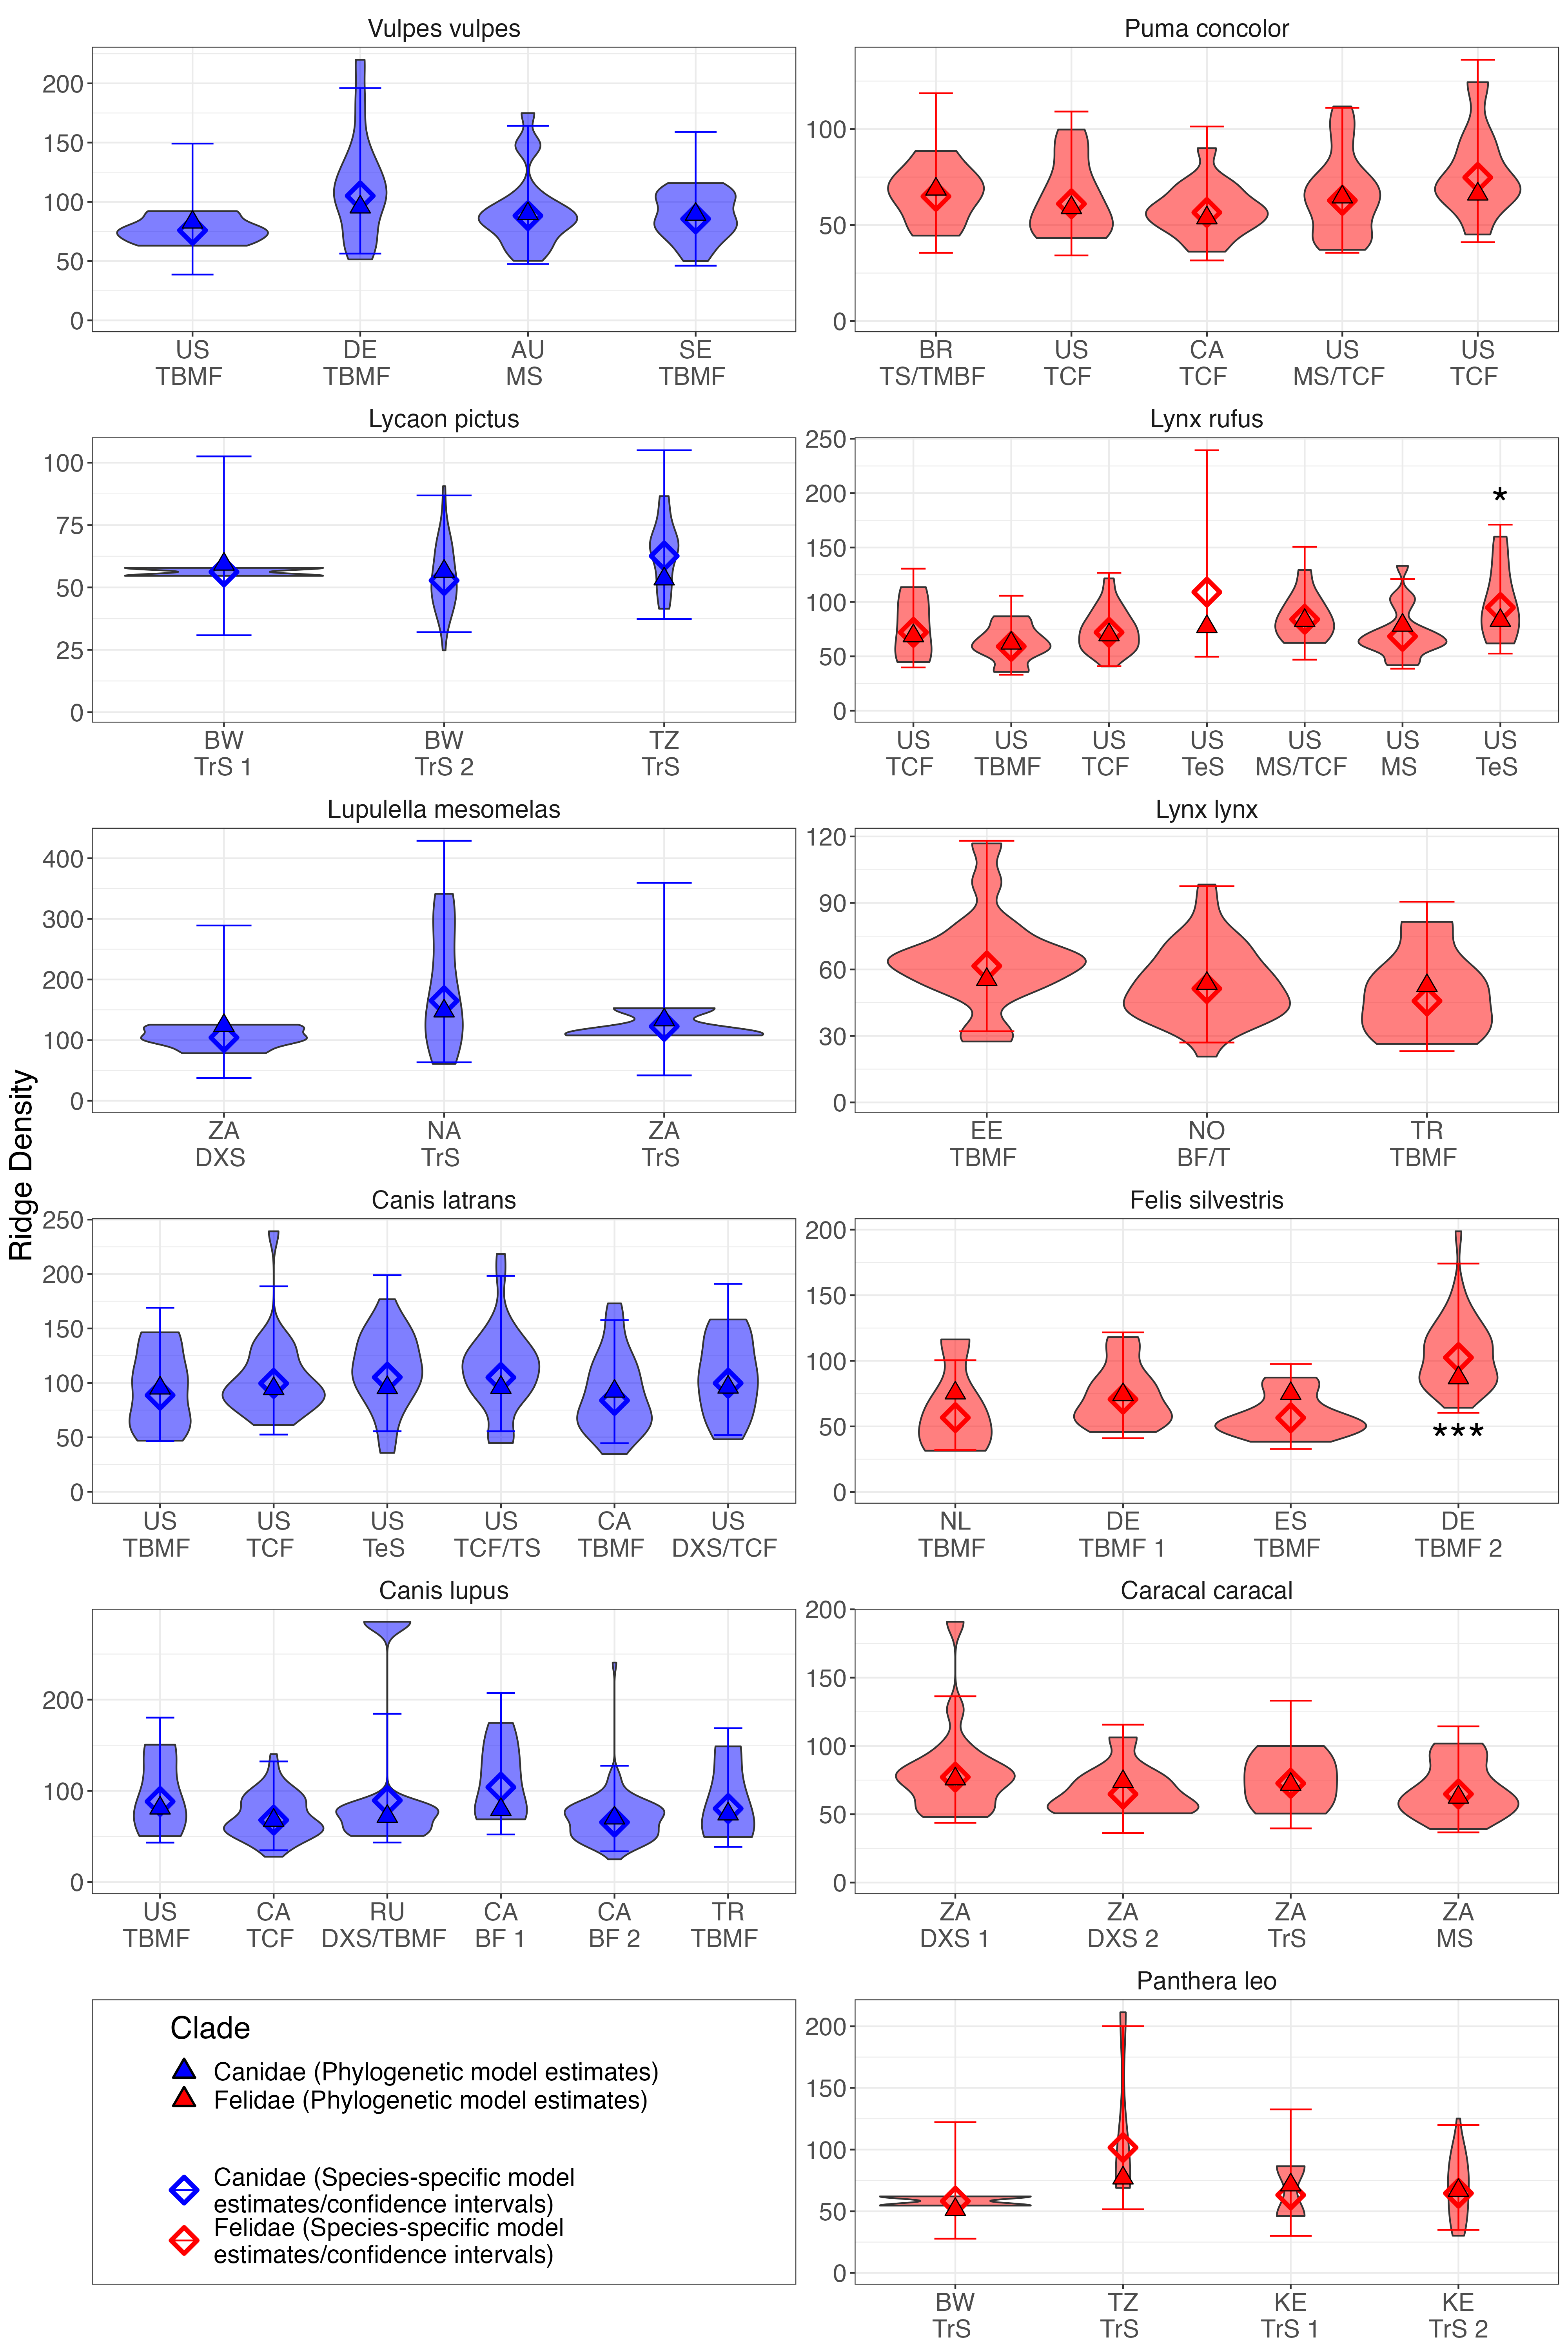 Vulpes vulpes
200
150
100
50
0
US DE AU SE
TBMF TBMF MS TBMF
Puma concolor
100
50
0
BR US CA US US
TS/TMBF TCF TCF MS/TCF TCF
Lycaon pictus
100
75
50
25
0
BW BW TZ
TrS 1 TrS 2 TrS
Lynx rufus
250
200
150
100
50
0
*
US US US US US US US
TCF TBMF TCF TeS MS/TCF MS TeS
Lupulella mesomelas
400
300
200
100
0
ZA NA ZA
DXS TrS TrS
Lynx lynx
120
90
60
30
0
EE NO TR
TBMF BF/T TBMF
Ridge Density
Canis latrans
250
200
150
100
50
0
US US US US CA US
TBMF TCF TeS TCF/TS TBMF DXS/TCF
Felis silvestris
200
150
100
50
0
***
NL DE ES DE
TBMF TBMF 1 TBMF TBMF 2
Canis lupus
200
100
0
US CA RU CA CA TR
TBMF TCF DXS/TBMF BF 1 BF 2 TBMF
Caracal caracal
200
150
100
50
0
ZA ZA ZA ZA
DXS 1 DXS 2 TrS MS
Clade
Canidae (Phylogenetic model estimates)
Felidae (Phylogenetic model estimates)
Canidae (Species-specific model
estimates/confidence intervals)
Felidae (Species-specific model
estimates/confidence intervals)
Panthera leo
200
150
100
50
0
BW TZ KE KE
TrS TrS TrS 1 TrS 2